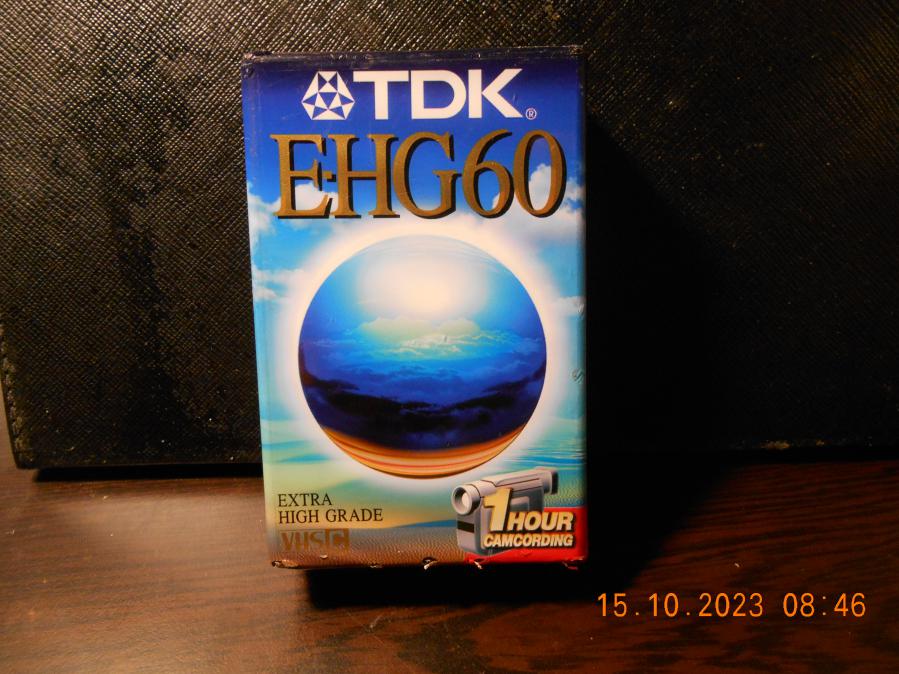 TDK®
E-HG60
EXTRA
HIGH GRADE
VHS C
1 HOUR
CAMCORDING
15.10.2023 08:46